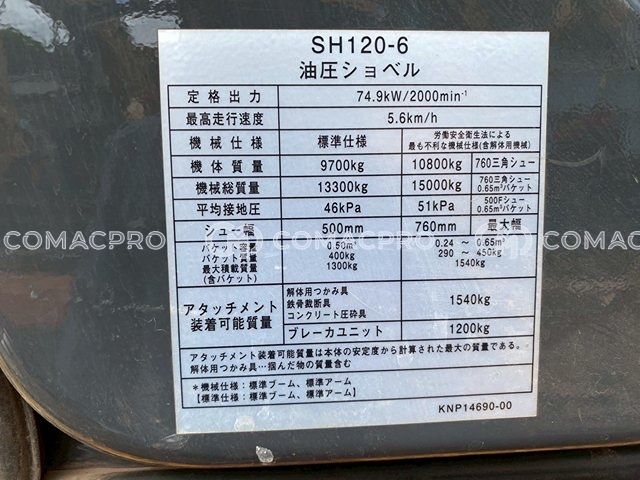 SH120-6
油圧ショベル
定格出力 74.9kW/2000min⁻¹
最高走行速度 5.6km/h
機械仕様 標準仕様 労働安全衛生法による
最も不利な機械仕様(含解体用機械)
機体質量 9700kg 10800kg 760三角シュー
機械総質量 13300kg 15000kg 760三角シュー
0.65m³バケット
平均接地圧 46kPa 51kPa 500Fシュー
0.65m³バケット
シュー幅 500mm 760mm 最大幅
COMACPRO COMACPRO COMACPRO
バケット容量 0.50m³ 0.24 ～ 0.65m³
バケット質量 400kg 290 ～ 450kg
最大積載質量 1300kg 1540kg
(含バケット)
アタッチメント
装着可能質量
解体用つかみ具
鉄骨裁断具
コンクリート圧砕具
1540kg
ブレーカユニット 1200kg
アタッチメント装着可能質量は本体の安定度から計算された最大の質量である。
解体用つかみ具…掴んだ物の質量含む
*機械仕様：標準ブーム、標準アーム
【標準仕様：標準ブーム、標準アーム】
KNP14690-00